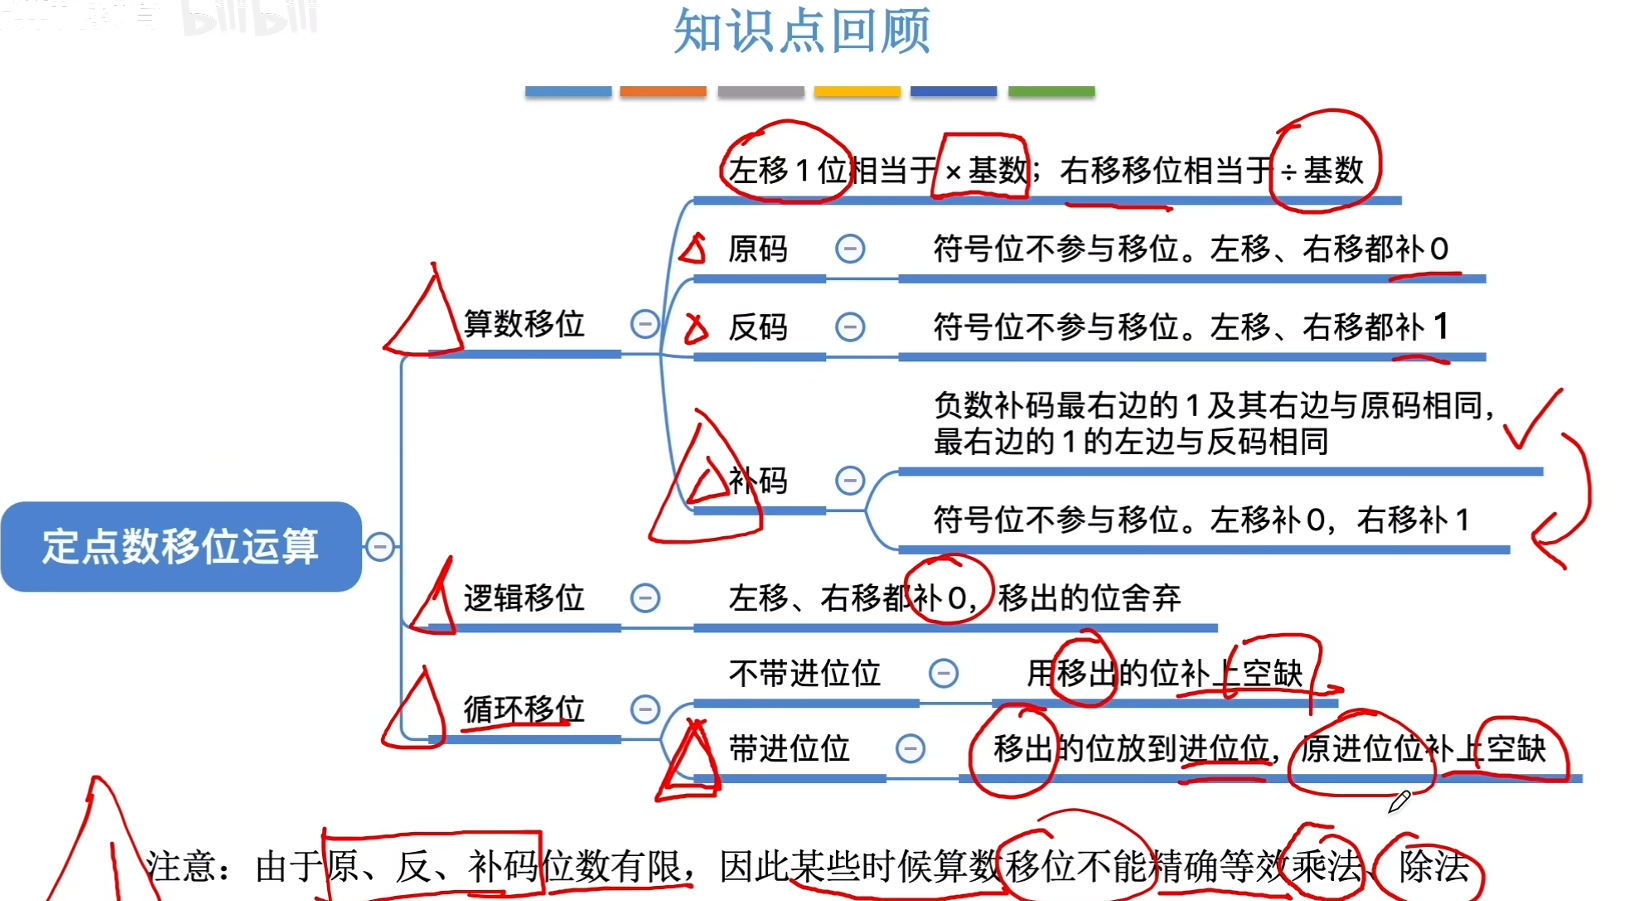 bilibili
知识点回顾
左移1位相当于×基数；右移移位相当于÷基数
原码
符号位不参与移位。左移、右移都补0
算数移位
反码
符号位不参与移位。左移、右移都补1
负数补码最右边的1及其右边与原码相同，
最右边的1的左边与反码相同
补码
符号位不参与移位。左移补0，右移补1
定点数移位运算
逻辑移位
左移、右移都补0，移出的位舍弃
不带进位位
用移出的位补上空缺
循环移位
带进位位
移出的位放到进位位，原进位位补上空缺
注意：由于原、反、补码位数有限，因此某些时候算数移位不能精确等效乘法、除法